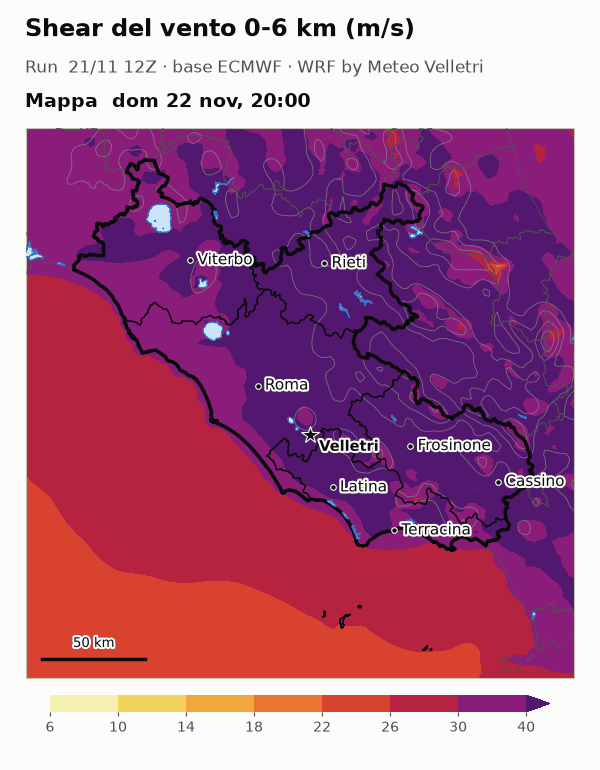 Shear del vento 0-6 km (m/s)
Run  21/11 12Z · base ECMWF · WRF by Meteo Velletri
Mappa  dom 22 nov, 20:00
Viterbo
Rieti
Roma
Velletri
Frosinone
Latina
Cassino
Terracina
50 km
6 10 14 18 22 26 30 40